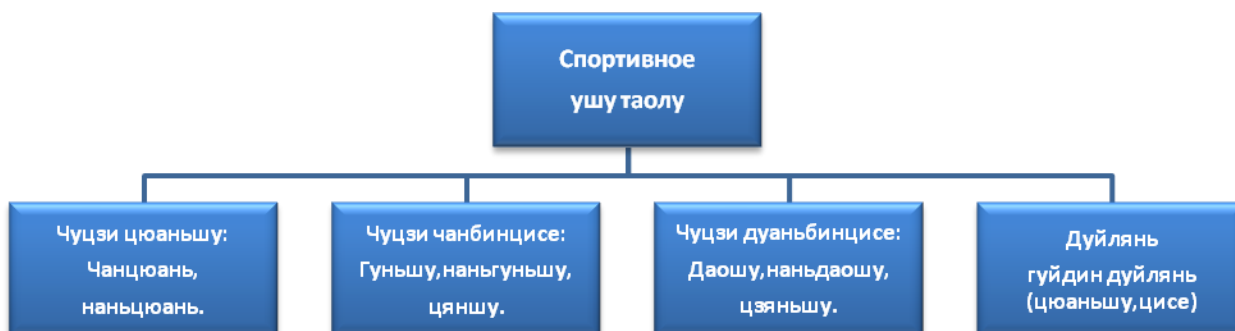 Спортивное
ушу таолу
Чуцзи цюаньшу:
Чанцюань,
наньцюань.
Чуцзи чанбинцисе:
Гуньшу,наньгуньшу,
цяншу.
Чуцзи дуаньбинцисе:
Даошу,наньдаошу,
цзяньшу.
Дуйлянь
гуйдин дуйлянь
(цюаньшу,цисе)